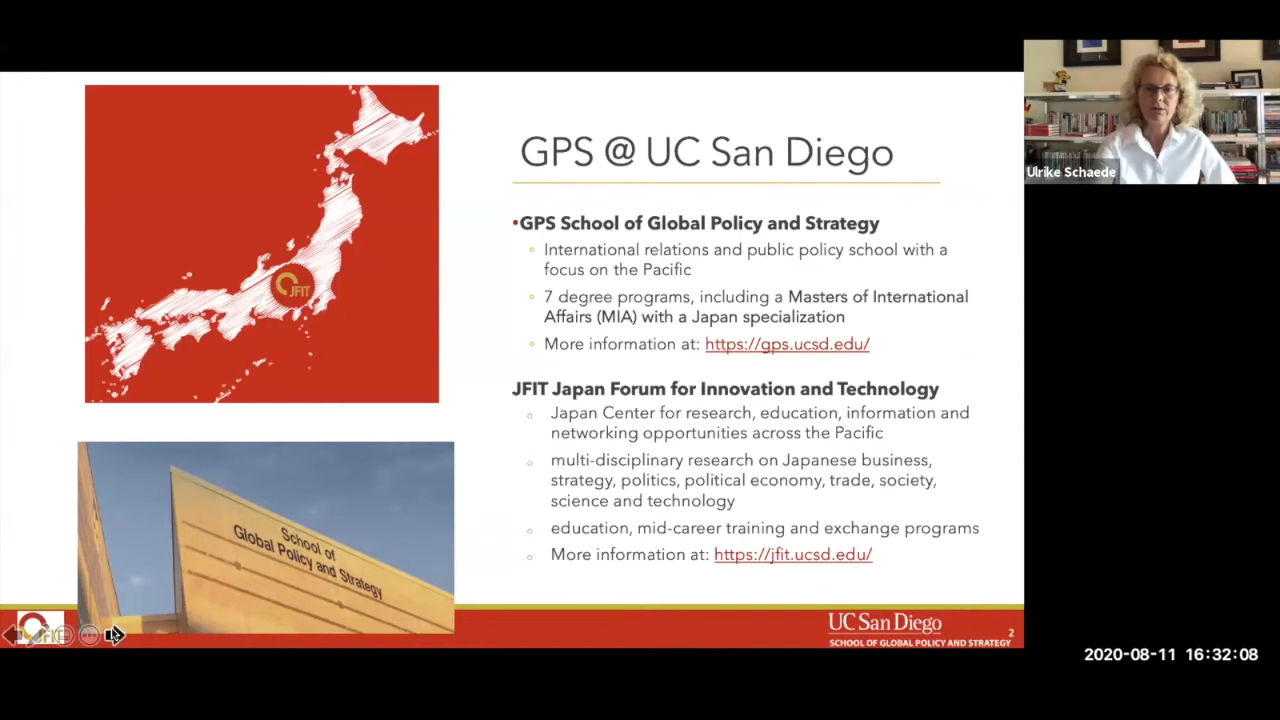 GPS @ UC San Diego
•GPS School of Global Policy and Strategy
International relations and public policy school with a
focus on the Pacific
7 degree programs, including a Masters of International
Affairs (MIA) with a Japan specialization
More information at: https://gps.ucsd.edu/
JFIT Japan Forum for Innovation and Technology
Japan Center for research, education, information and
networking opportunities across the Pacific
multi-disciplinary research on Japanese business,
strategy, politics, political economy, trade, society,
science and technology
education, mid-career training and exchange programs
More information at: https://jfit.ucsd.edu/
JFIT
School of
Global Policy and Strategy
UC San Diego
SCHOOL OF GLOBAL POLICY AND STRATEGY
2
Ulrike Schaede
2020-08-11 16:32:08